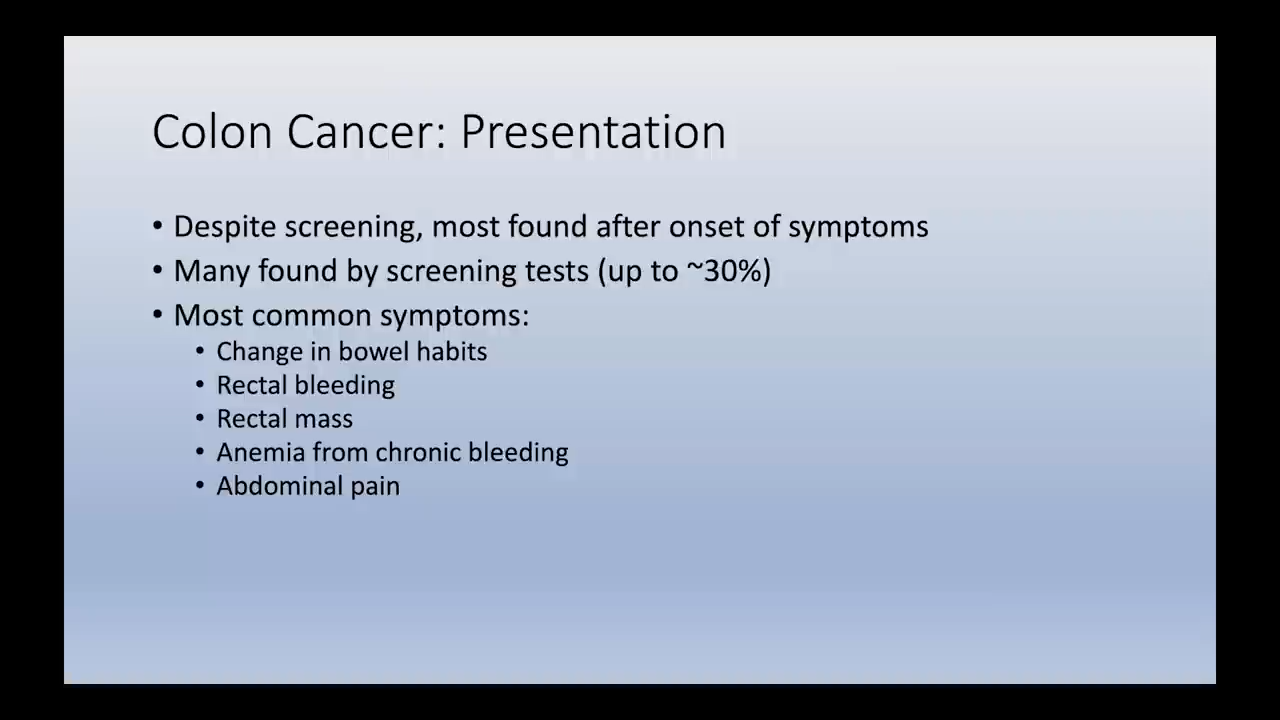 Colon Cancer: Presentation
• Despite screening, most found after onset of symptoms
• Many found by screening tests (up to ~30%)
• Most common symptoms:
• Change in bowel habits
• Rectal bleeding
• Rectal mass
• Anemia from chronic bleeding
• Abdominal pain